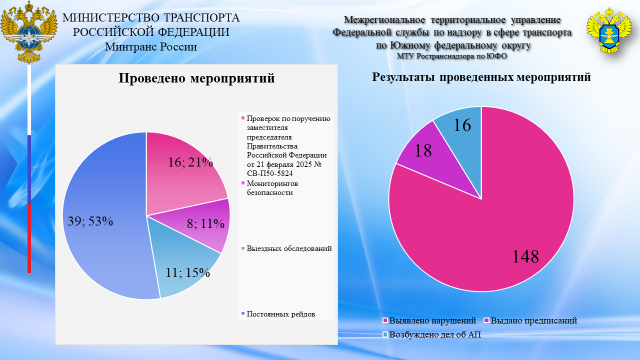 МИНИСТЕРСТВО ТРАНСПОРТА
РОССИЙСКОЙ ФЕДЕРАЦИИ
Минтранс России
Межрегиональное территориальное управление
Федеральной службы по надзору в сфере транспорта
по Южному федеральному округу
МТУ Ространснадзора по ЮФО
Проведено мероприятий
16; 21%
8; 11%
11; 15%
39; 53%
Проверок по поручению
заместителя
председателя
Правительства
Российской Федерации
от 21 февраля 2025 №
СВ-П50-5824
Мониторингов
безопасности
Выездных обследований
Постоянных рейдов
Результаты проведенных мероприятий
16
18
148
Выявлено нарушений
Выдано предписаний
Возбуждено дел об АП